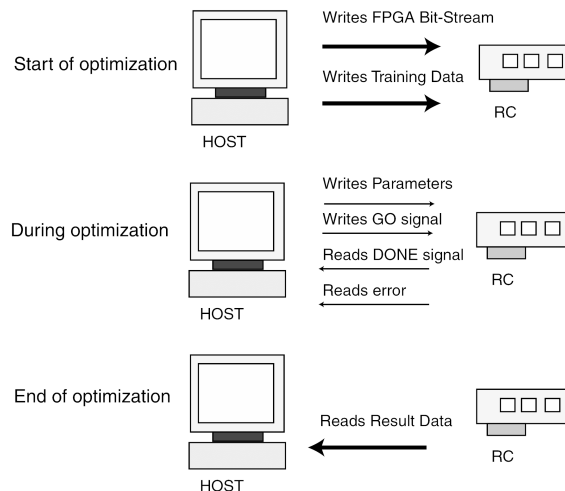 Writes FPGA Bit-Stream
Start of optimization
Writes Training Data
RC
HOST
Writes Parameters
Writes GO signal
During optimization
Reads DONE signal
RC
Reads error
HOST
End of optimization
Reads Result Data
RC
HOST